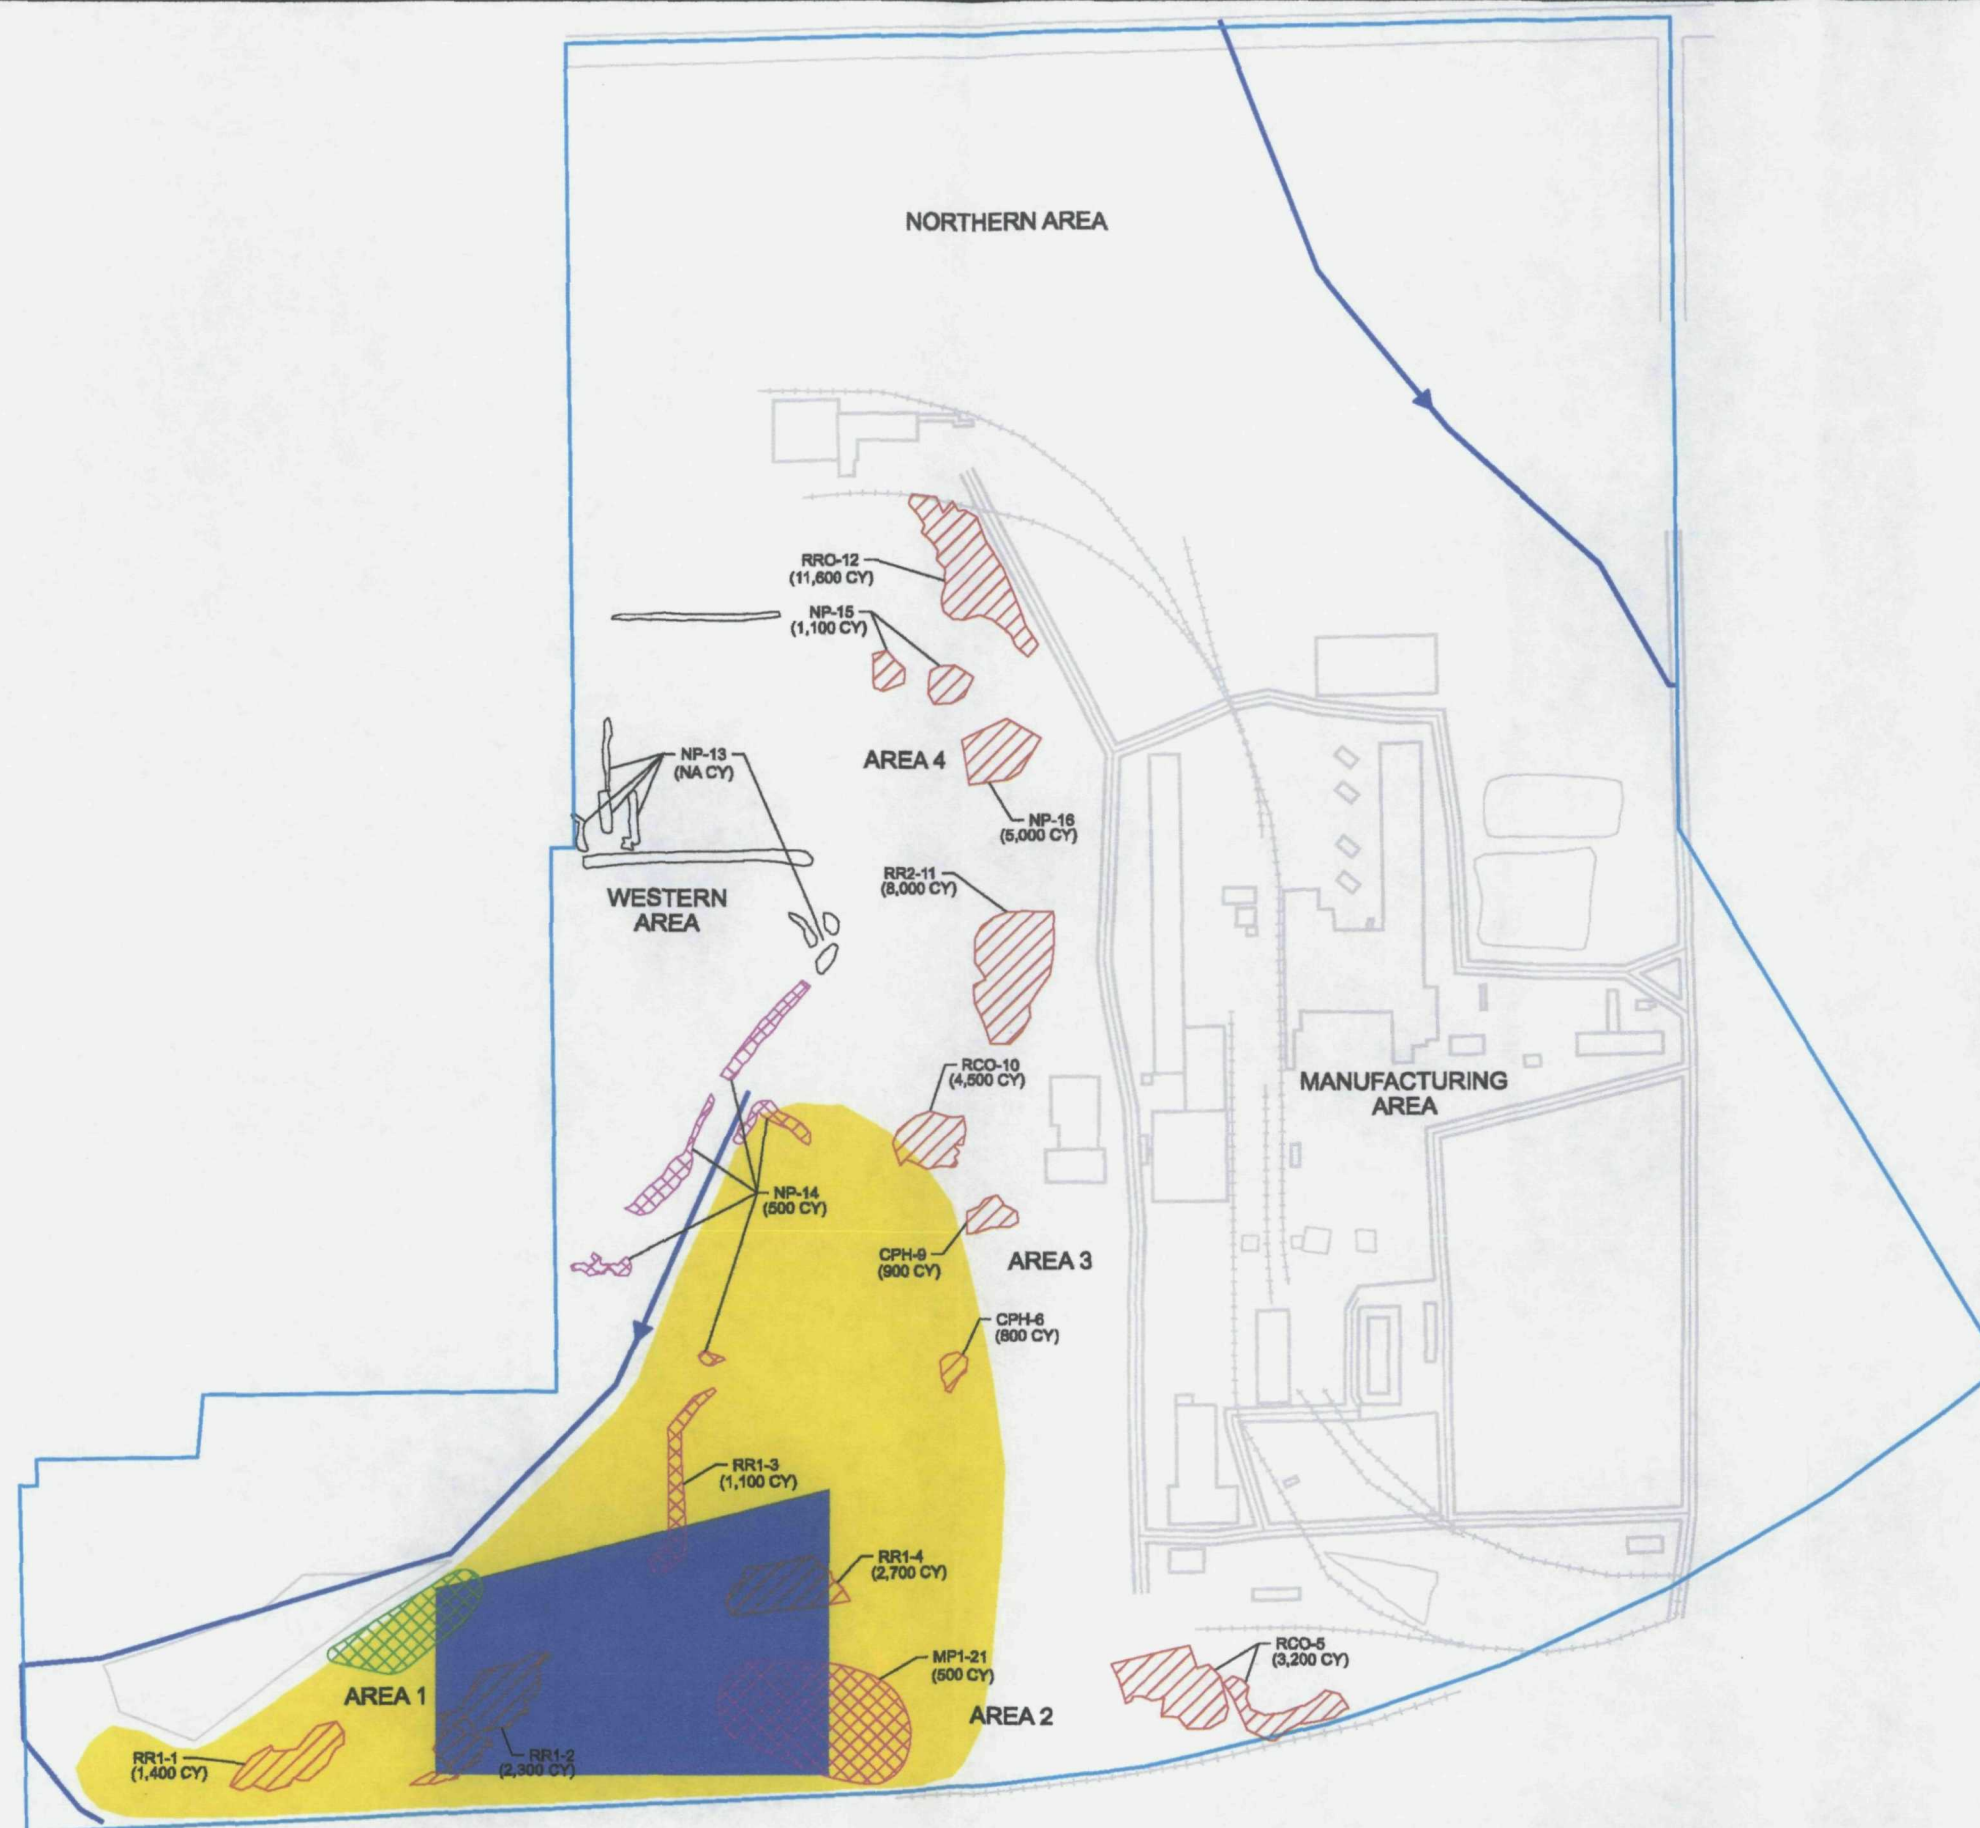 NORTHERN AREA
RRO-12
(11,600 CY)
NP-15
(1,100 CY)
NP-13
(NA CY)
AREA 4
NP-16
(5,000 CY)
RR2-11
(8,000 CY)
WESTERN
AREA
RCO-10
(4,500 CY)
MANUFACTURING
AREA
NP-14
(500 CY)
CPH-9
(900 CY)
AREA 3
CPH-6
(800 CY)
RR1-3
(1,100 CY)
RR1-4
(2,700 CY)
RCO-5
(3,200 CY)
MP1-21
(500 CY)
AREA 1
AREA 2
RR1-1
(1,400 CY)
RR1-2
(2,300 CY)